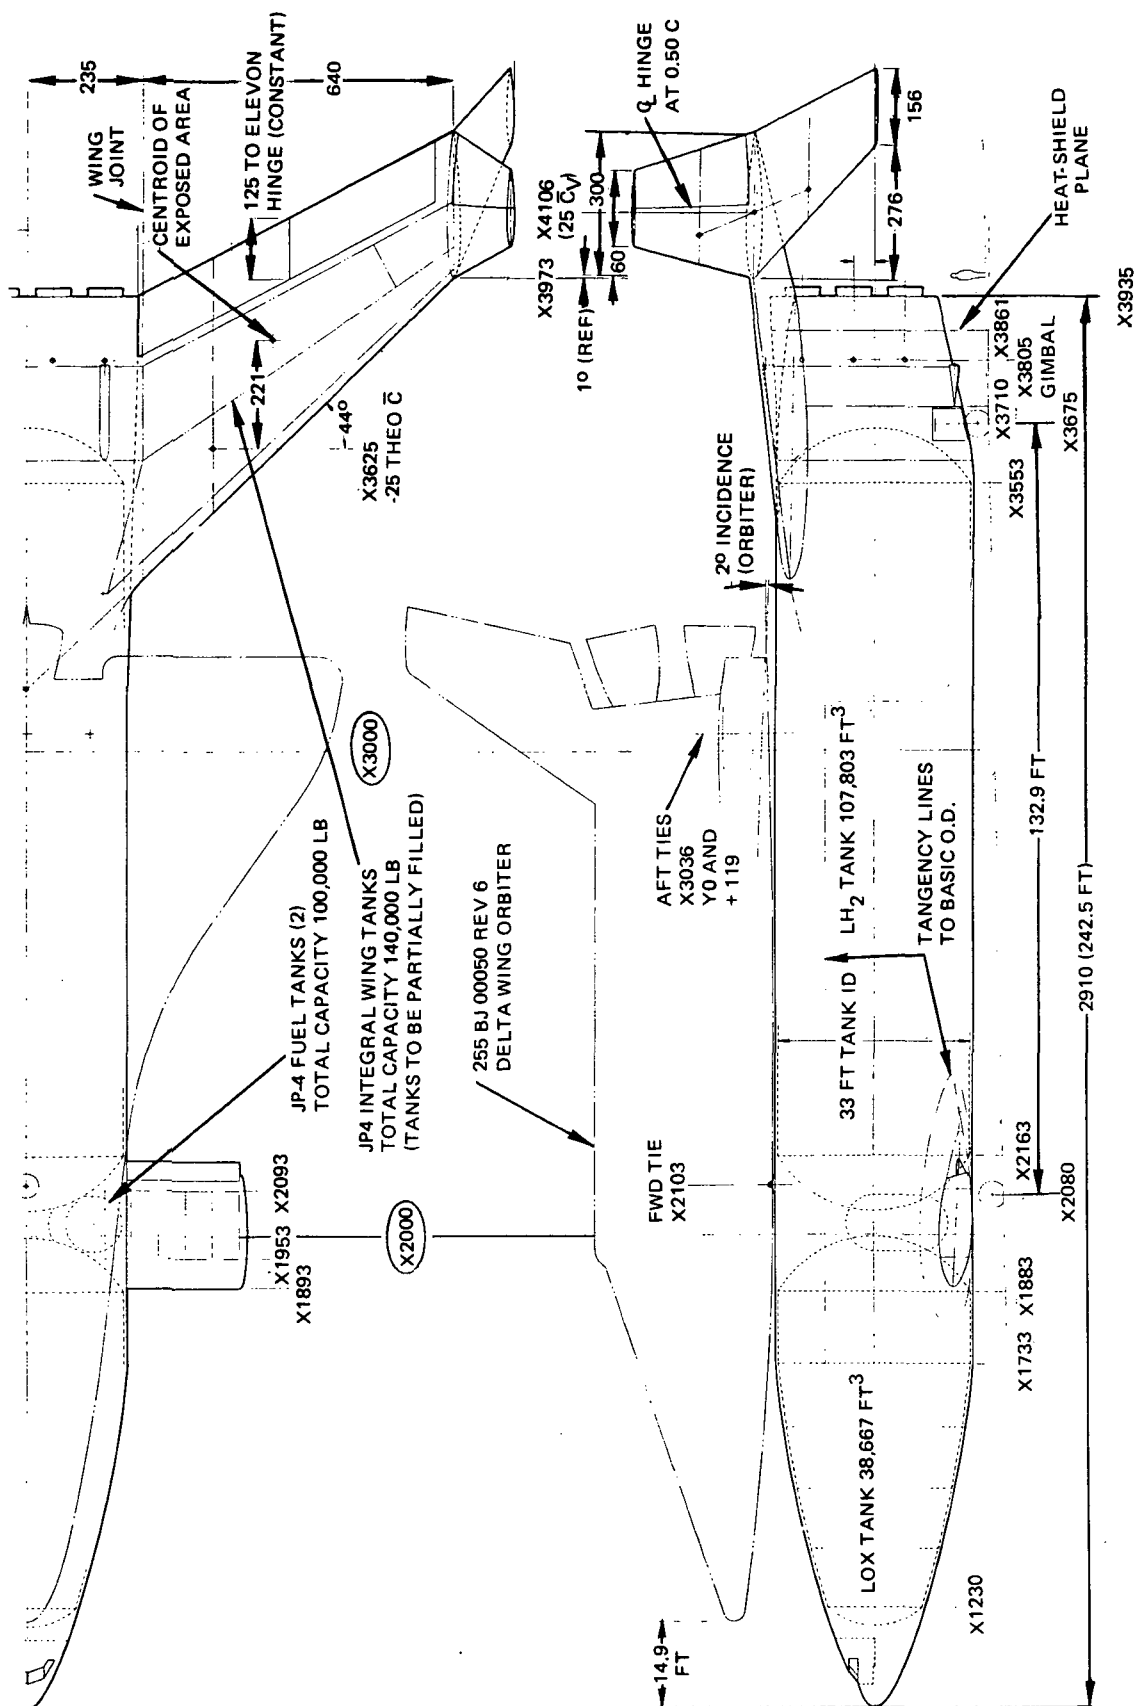 235
640
WING
JOINT
CENTROID OF
EXPOSED AREA
125 TO ELEVON
HINGE (CONSTANT)
221
44°
X3625
.25 THEO C̅
JP-4 FUEL TANKS (2)
TOTAL CAPACITY 100,000 LB
JP4 INTEGRAL WING TANKS
TOTAL CAPACITY 140,000 LB
(TANKS TO BE PARTIALLY FILLED)
X2093
X1953
X1893
X2000
X3000
X3973
X4106
(25 C̅V)
300
60
1° (REF)
℄ HINGE
AT 0.50 C
156
276
HEAT-SHIELD
PLANE
255 BJ 00050 REV 6
DELTA WING ORBITER
FWD TIE
X2103
AFT TIES
X3036
Y0 AND
+ 119
2° INCIDENCE
(ORBITER)
14.9
FT
LOX TANK 38,667 FT³
33 FT TANK ID
LH₂ TANK 107,803 FT³
TANGENCY LINES
TO BASIC O.D.
X1230
X1733
X1883
X2080
X2163
132.9 FT
X3553
X3675
X3710
X3805
GIMBAL
X3861
X3935
2910 (242.5 FT)